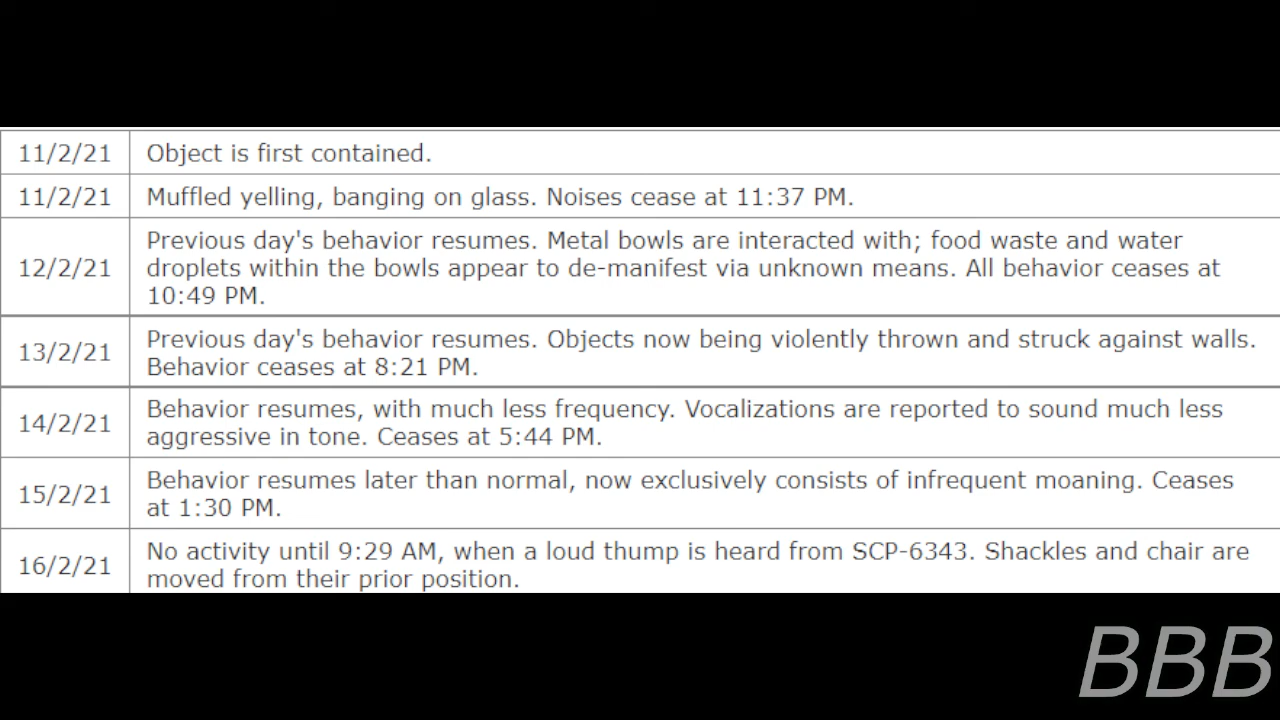 11/2/21 Object is first contained.
11/2/21 Muffled yelling, banging on glass. Noises cease at 11:37 PM.
12/2/21 Previous day's behavior resumes. Metal bowls are interacted with; food waste and water
droplets within the bowls appear to de-manifest via unknown means. All behavior ceases at
10:49 PM.
13/2/21 Previous day's behavior resumes. Objects now being violently thrown and struck against walls.
Behavior ceases at 8:21 PM.
14/2/21 Behavior resumes, with much less frequency. Vocalizations are reported to sound much less
aggressive in tone. Ceases at 5:44 PM.
15/2/21 Behavior resumes later than normal, now exclusively consists of infrequent moaning. Ceases
at 1:30 PM.
16/2/21 No activity until 9:29 AM, when a loud thump is heard from SCP-6343. Shackles and chair are
moved from their prior position.
BBB